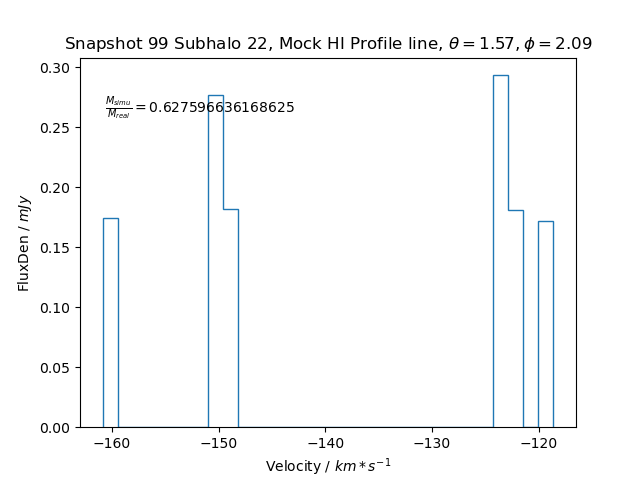 Snapshot 99 Subhalo 22, Mock HI Profile line, θ = 1.57, ϕ = 2.09
0.30
M_simu/M_real = 0.627596636168625
0.25
0.20
FluxDen / mJy
0.15
0.10
0.05
0.00
−160 −150 −140 −130 −120
Velocity / km * s^−1